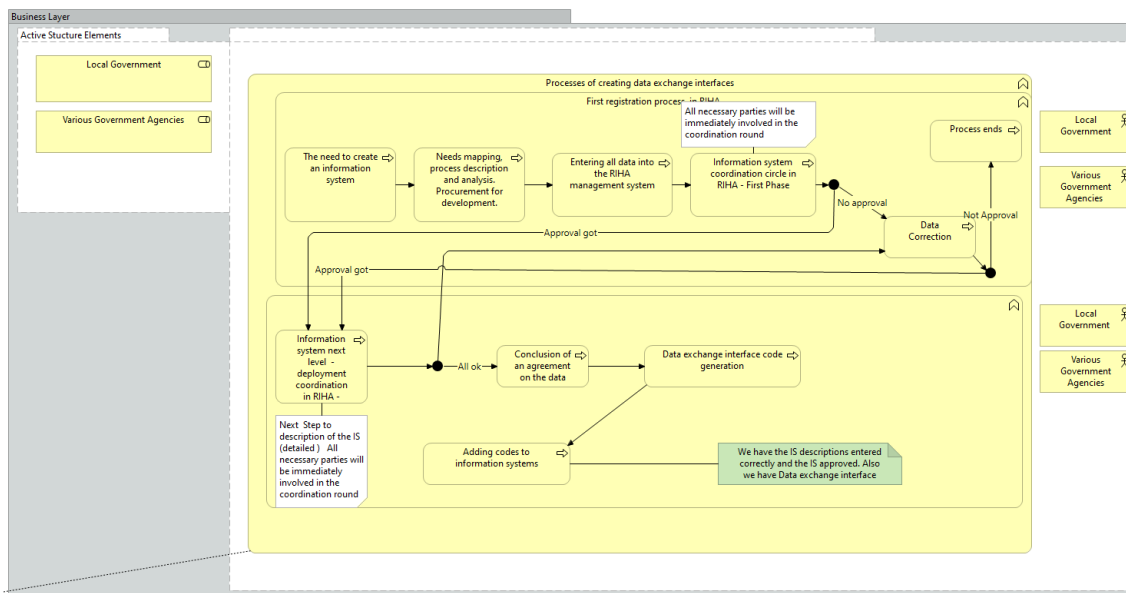 Business Layer
Active Stucture Elements
Local Government
Various Government Agencies
Processes of creating data exchange interfaces
First registration process in RIHA
All necessary parties will be
immediately involved in the
coordination round
Process ends
Local
Government
The need to create
an information
system
Needs mapping,
process description
and analysis.
Procurement for
development.
Entering all data into
the RIHA
management system
Information system
coordination circle in
RIHA - First Phase
Various
Government
Agencies
No approval
Not Approval
Data
Correction
Approval got
Approval got
Local
Government
Information
system next
level -
deployment
coordination
in RIHA -
All ok
Conclusion of
an agreement
on the data
Data exchange interface code
generation
Various
Government
Agencies
Next Step to
description of the IS
(detailed ) All
necessary parties will
be immediately
involved in the
coordination round
Adding codes to
information systems
We have the IS descriptions entered
correctly and the IS approved. Also
we have Data exchange interface